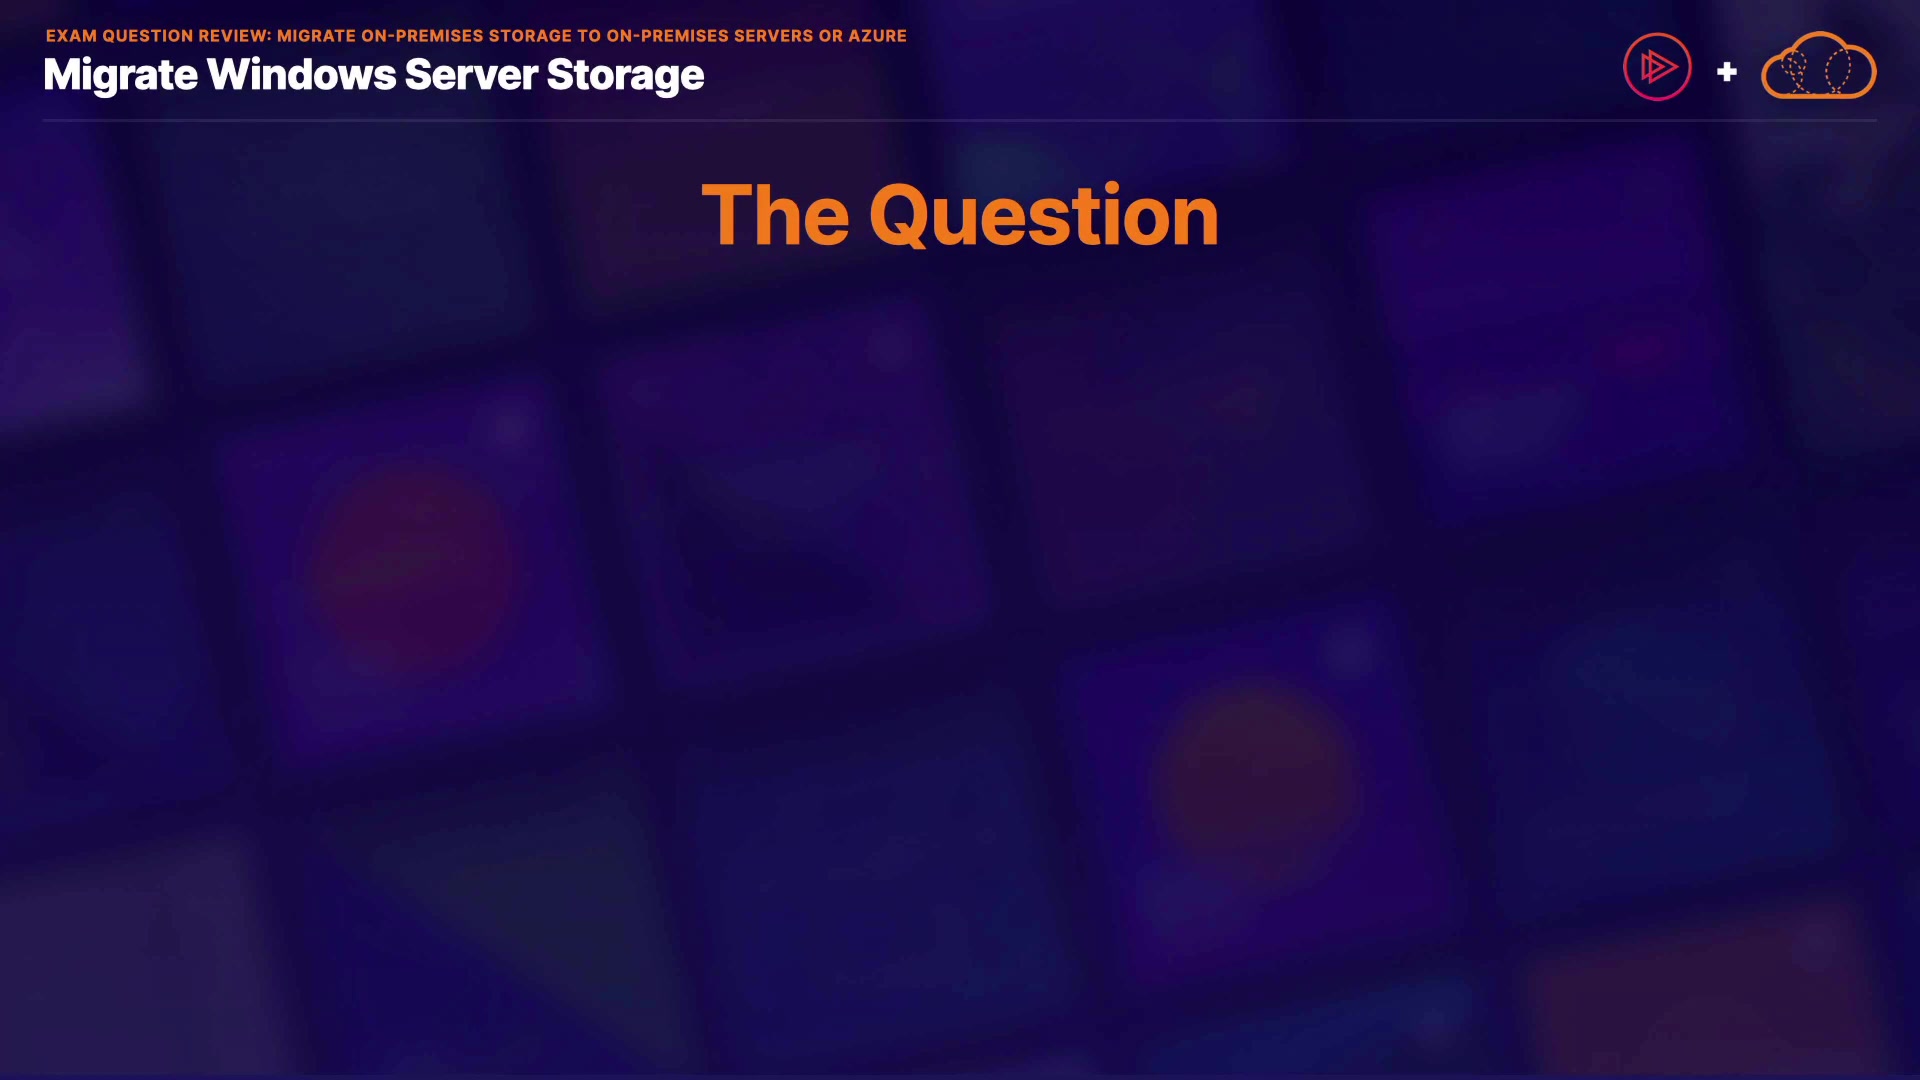 EXAM QUESTION REVIEW: MIGRATE ON-PREMISES STORAGE TO ON-PREMISES SERVERS OR AZURE
Migrate Windows Server Storage
+
The Question